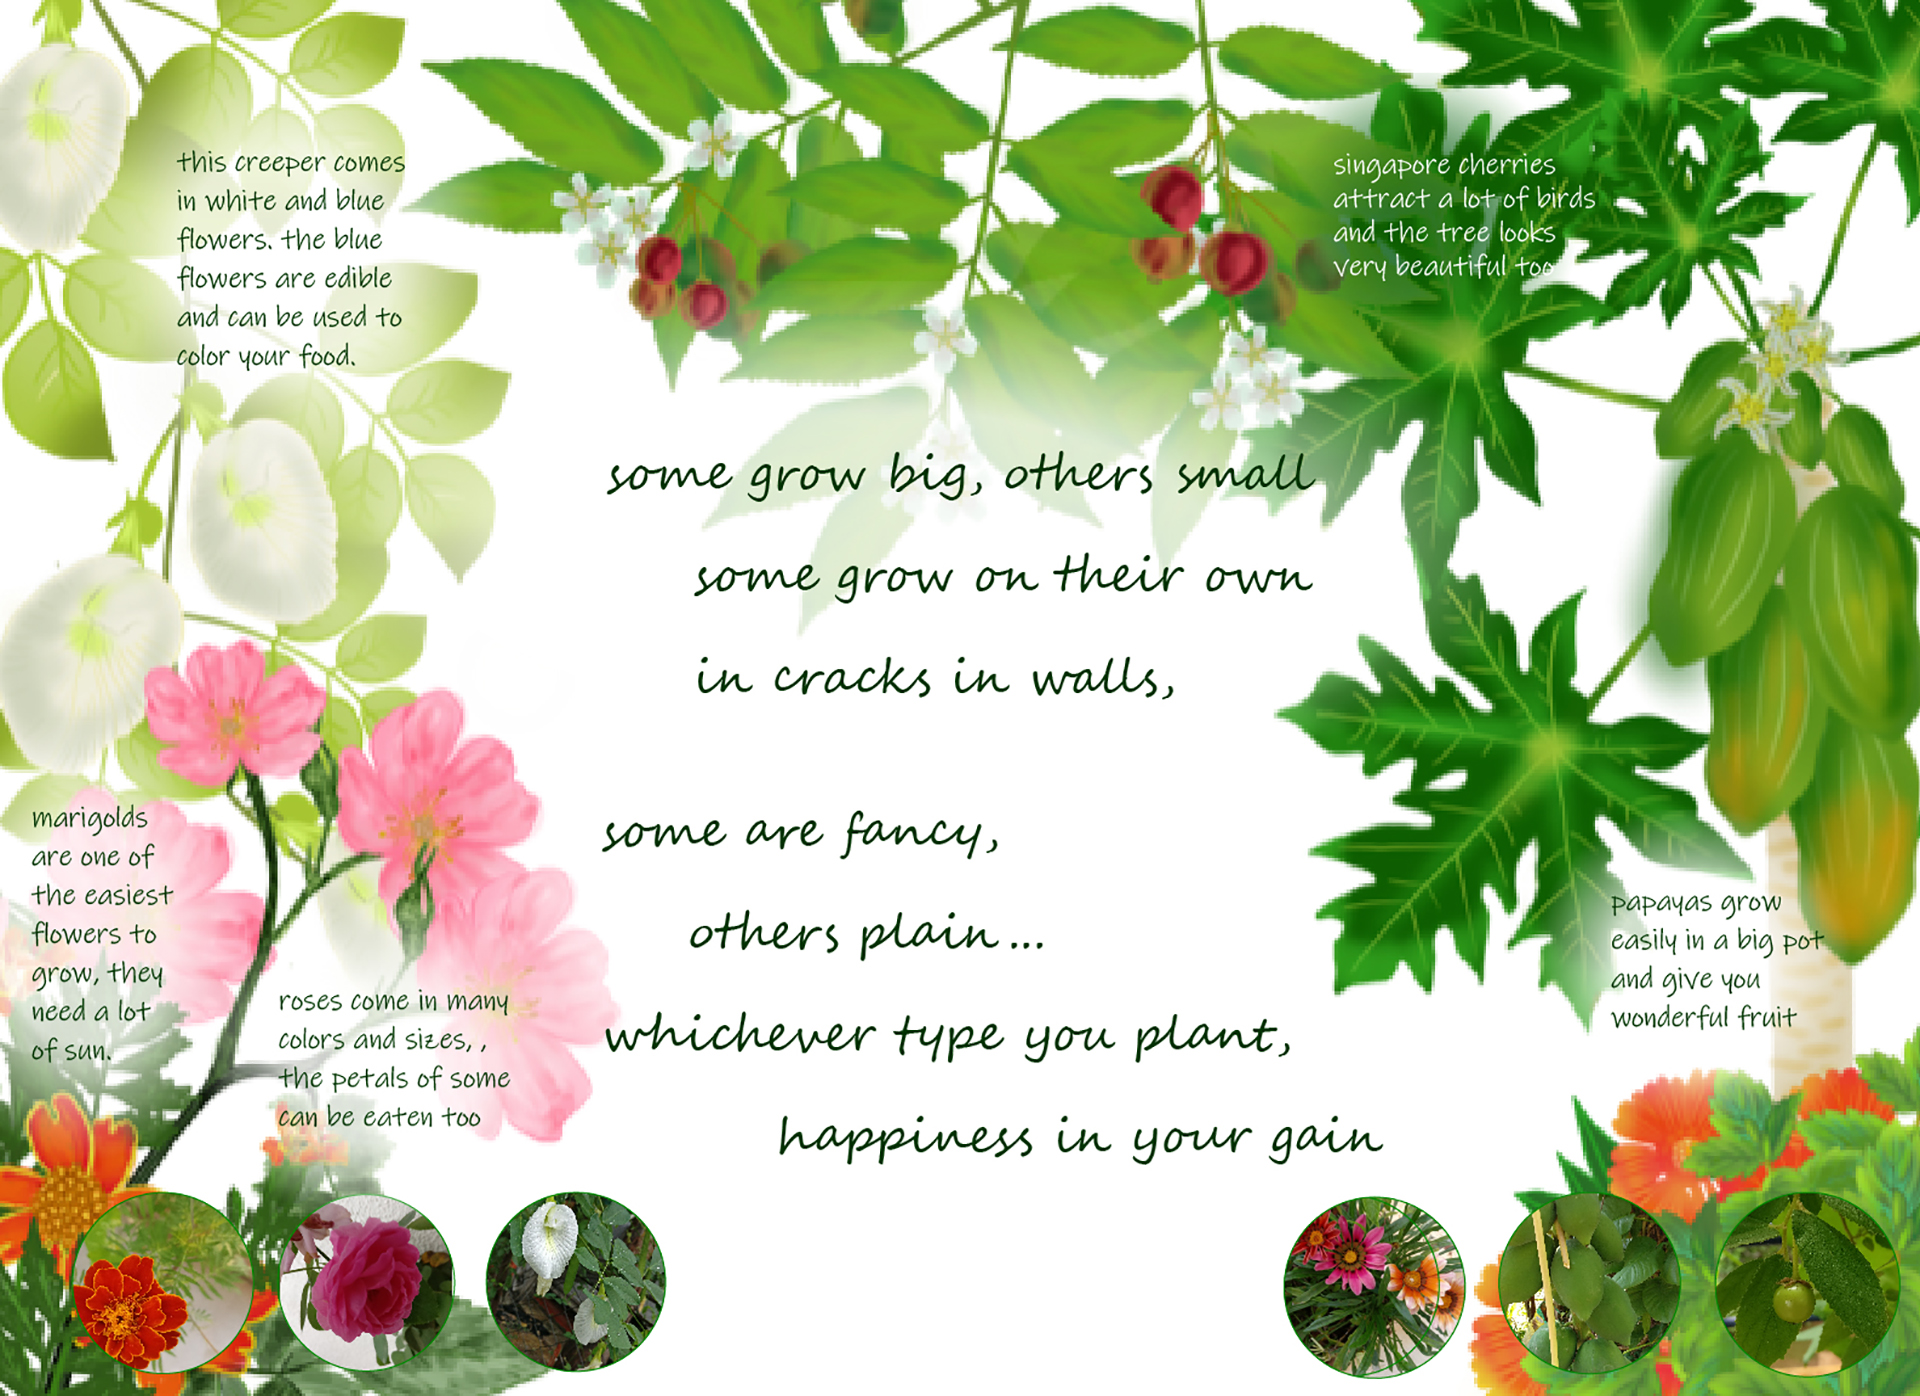 this creeper comes
in white and blue
flowers. the blue
flowers are edible
and can be used to
color your food.
singapore cherries
attract a lot of birds
and the tree looks
very beautiful too
some grow big, others small
some grow on their own
in cracks in walls,
some are fancy,
others plain...
whichever type you plant,
happiness in your gain
marigolds
are one of
the easiest
flowers to
grow, they
need a lot
of sun.
roses come in many
colors and sizes, ,
the petals of some
can be eaten too
papayas grow
easily in a big pot
and give you
wonderful fruit